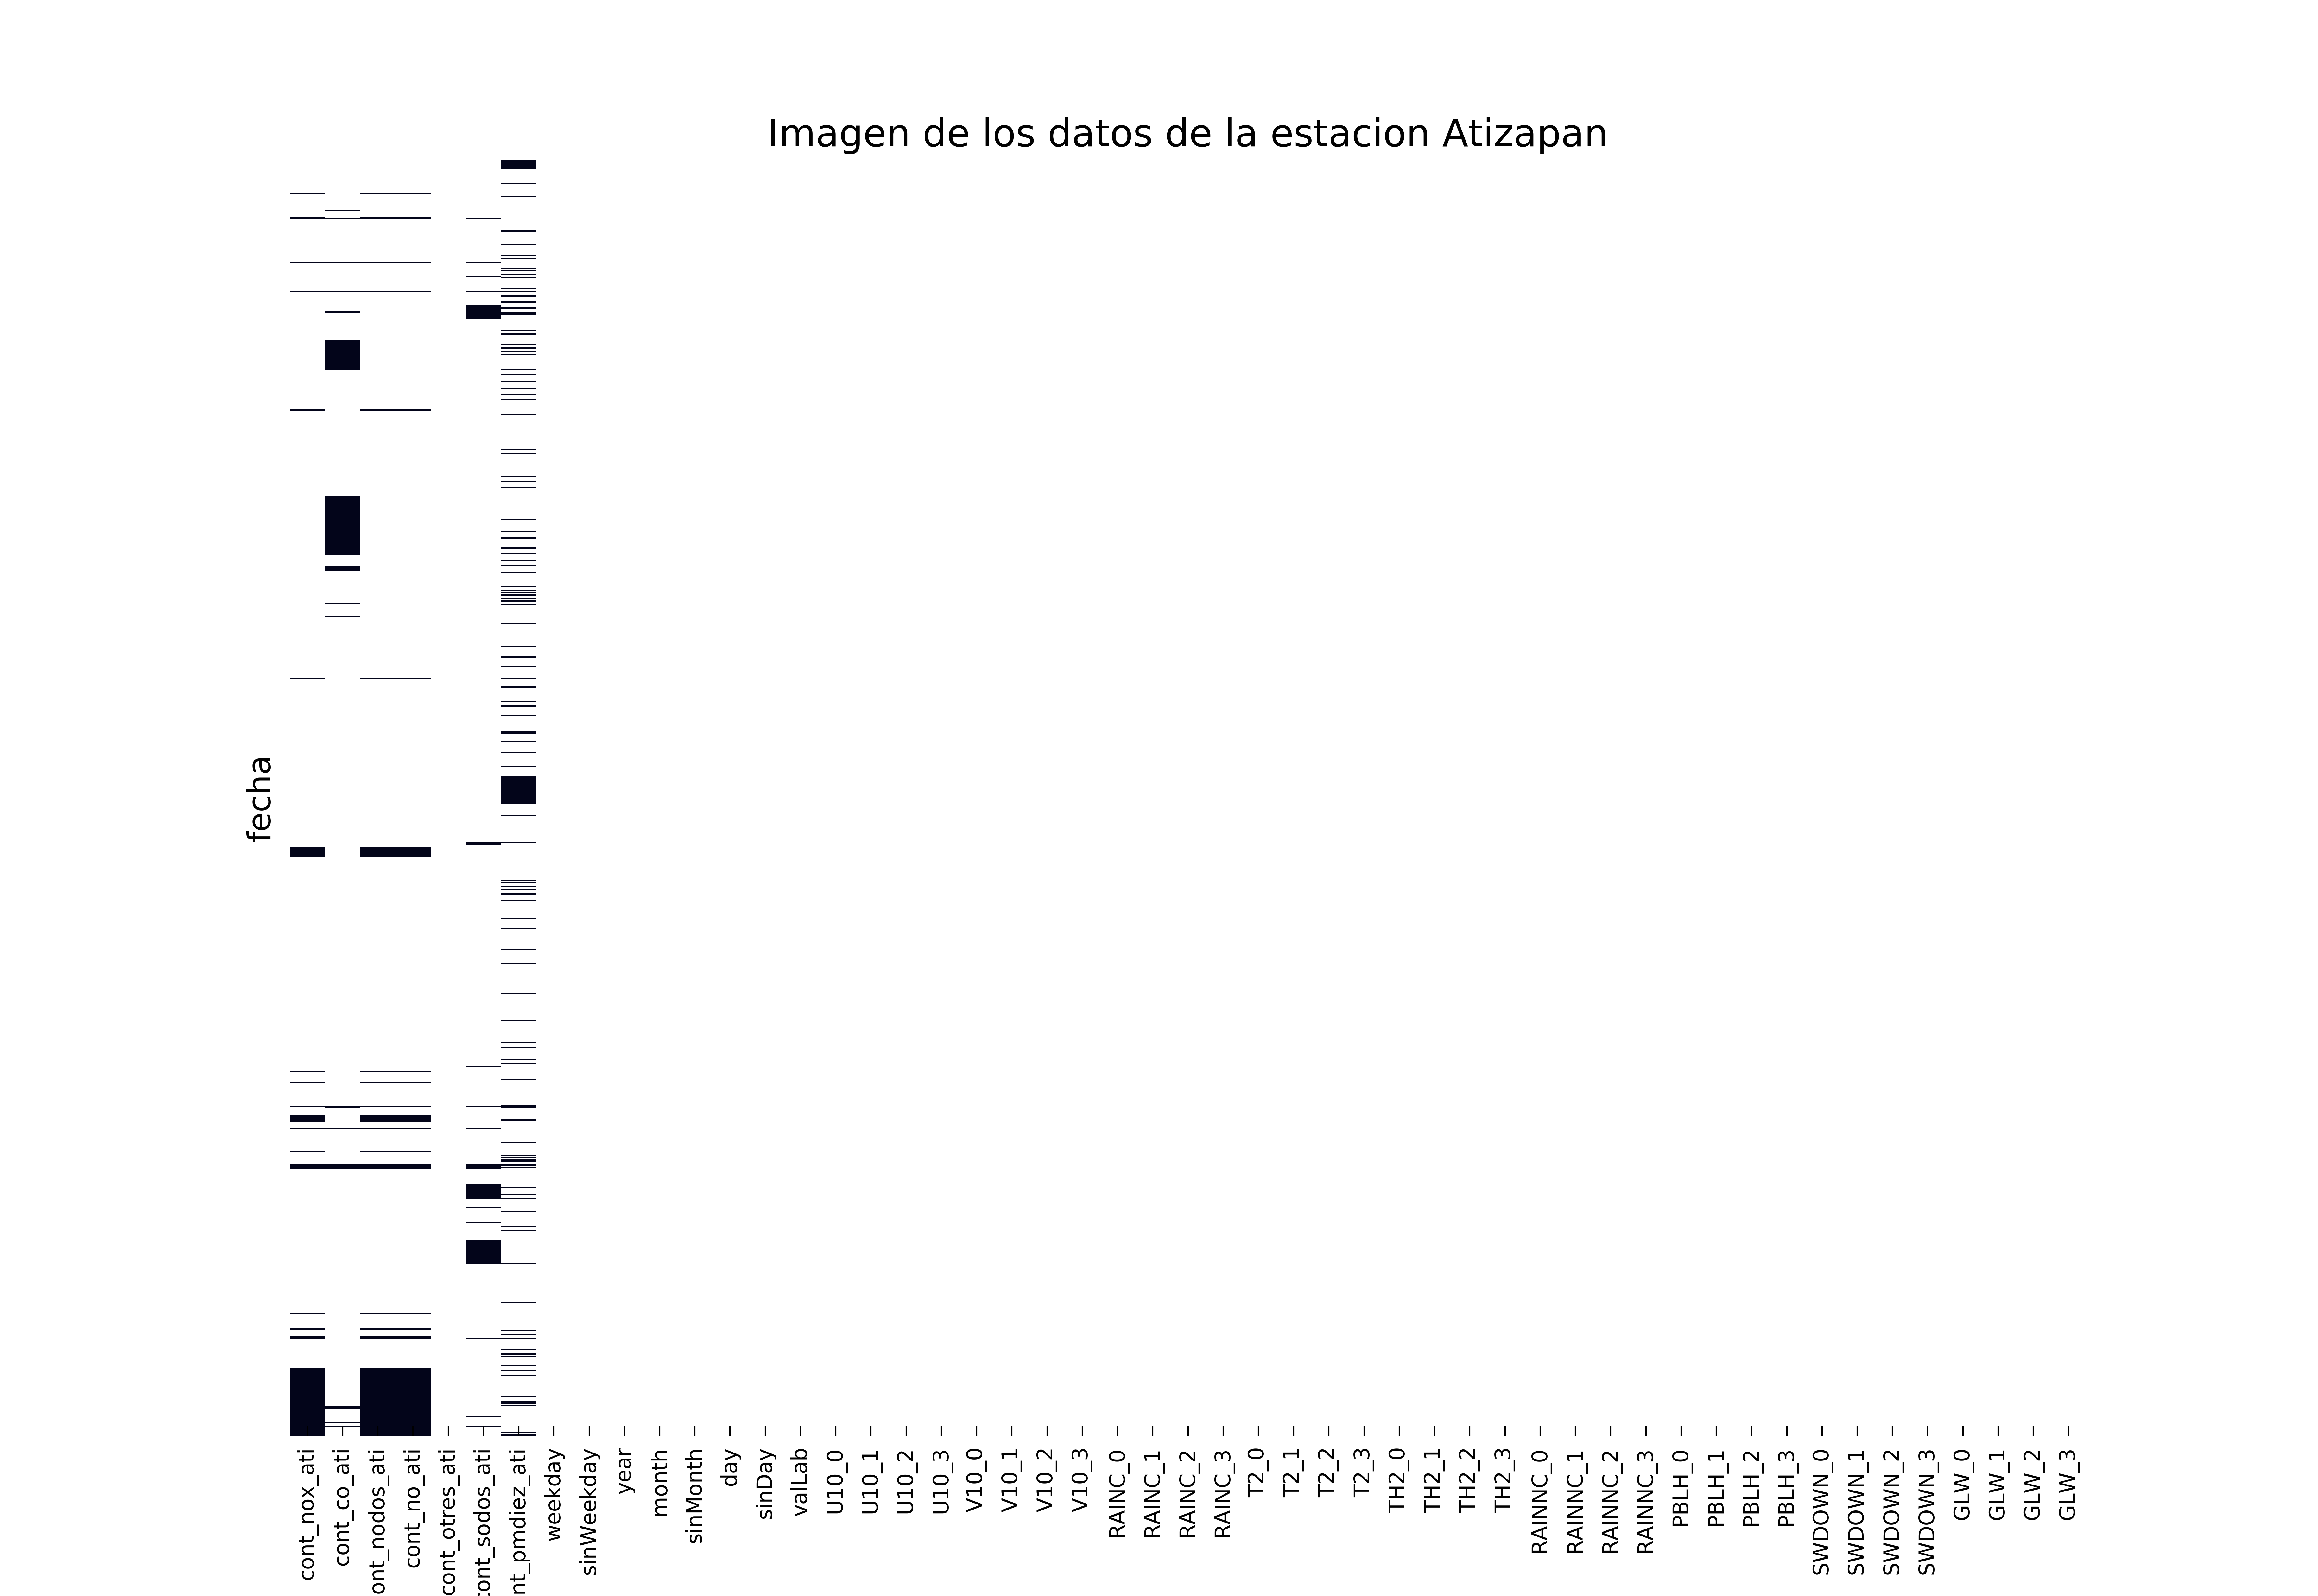 Imagen de los datos de la estacion Atizapan
fecha
cont_nox_ati
cont_co_ati
ont_nodos_ati
cont_no_ati
cont_otres_ati
cont_sodos_ati
nt_pmdiez_ati
weekday
sinWeekday
year
month
sinMonth
day
sinDay
valLab
U10_0
U10_1
U10_2
U10_3
V10_0
V10_1
V10_2
V10_3
RAINC_0
RAINC_1
RAINC_2
RAINC_3
T2_0
T2_1
T2_2
T2_3
TH2_0
TH2_1
TH2_2
TH2_3
RAINNC_0
RAINNC_1
RAINNC_2
RAINNC_3
PBLH_0
PBLH_1
PBLH_2
PBLH_3
SWDOWN_0
SWDOWN_1
SWDOWN_2
SWDOWN_3
GLW_0
GLW_1
GLW_2
GLW_3